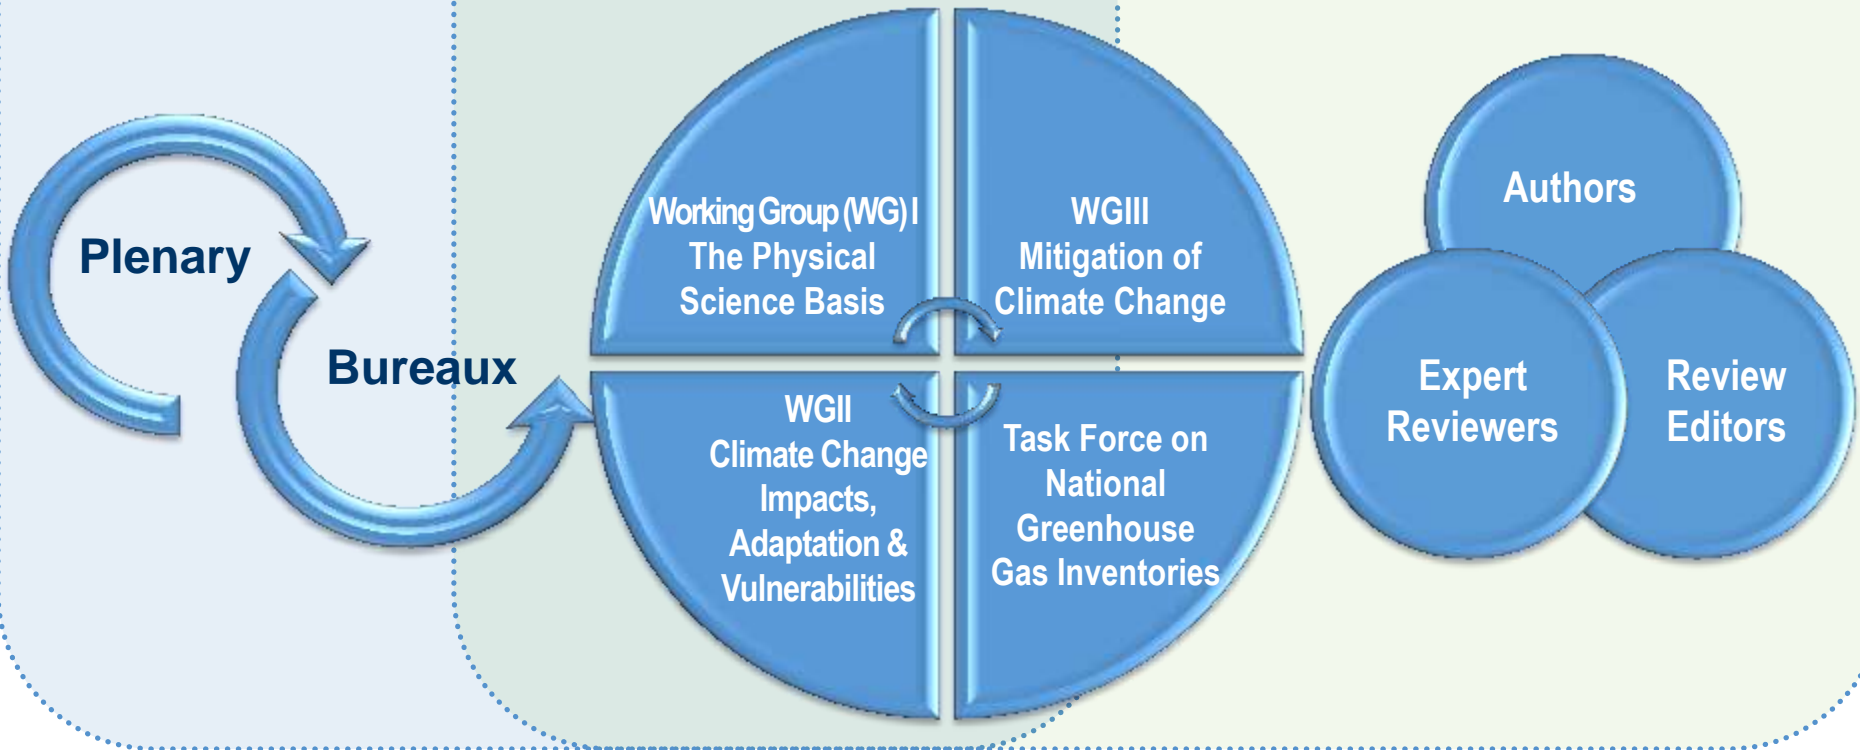 Plenary
Bureaux
Working Group (WG) I
The Physical
Science Basis
WGIII
Mitigation of
Climate Change
WGII
Climate Change
Impacts,
Adaptation &
Vulnerabilities
Task Force on
National
Greenhouse
Gas Inventories
Authors
Expert
Reviewers
Review
Editors